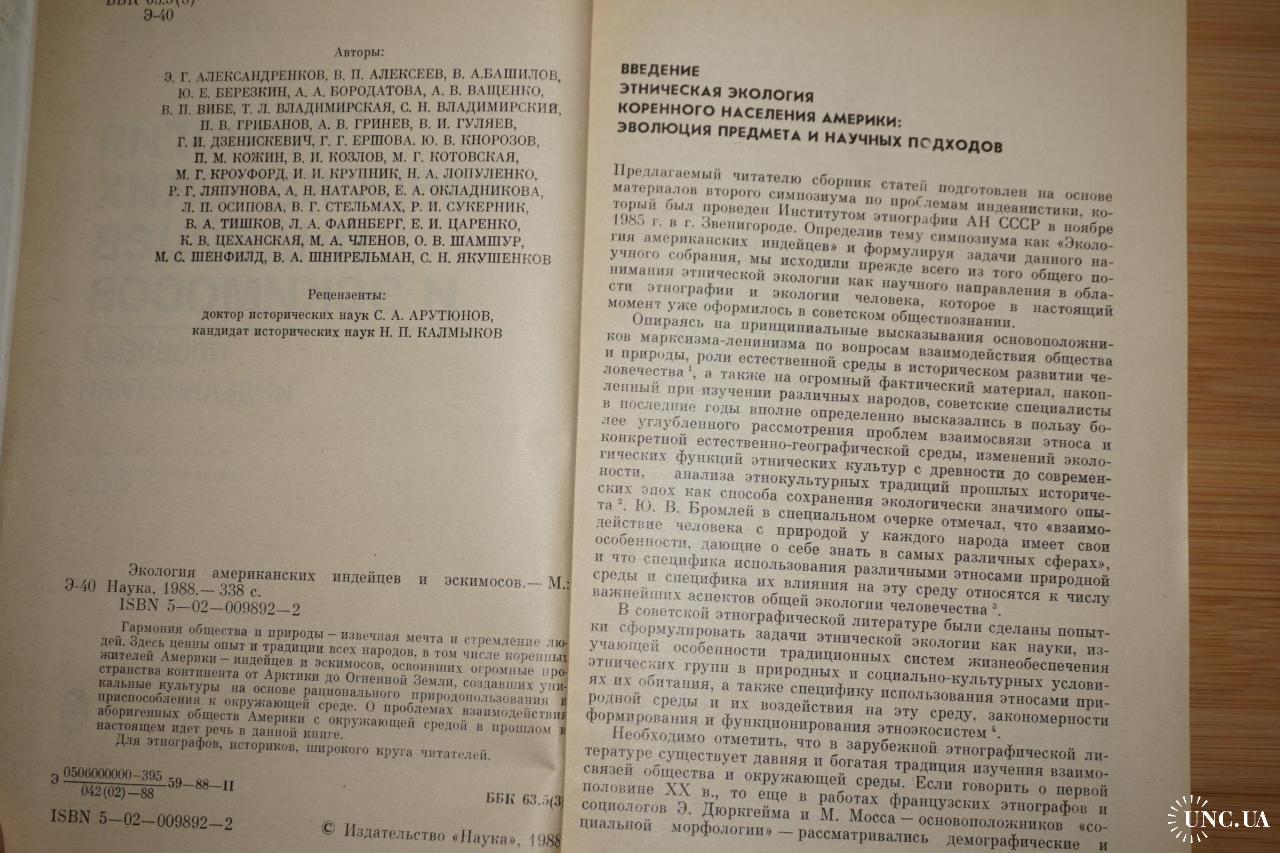 ББК 63.5(3)
Э-40
Авторы:
Э. Г. АЛЕКСАНДРЕНКОВ, В. П. АЛЕКСЕЕВ, В. А.БАШИЛОВ,
Ю. Е. БЕРЕЗКИН, А. А. БОРОДАТОВА, А. В. ВАЩЕНКО,
В. П. ВИБЕ, Т. Л. ВЛАДИМИРСКАЯ, С. Н. ВЛАДИМИРСКИЙ,
П. В. ГРИБАНОВ, А. В. ГРИНЕВ, В. И. ГУЛЯЕВ,
Г. И. ДЗЕНИСКЕВИЧ, Г. Г. ЕРШОВА. Ю. В. КНОРОЗОВ,
П. М. КОЖИН, В. И. КОЗЛОВ, М. Г. КОТОВСКАЯ,
М. Г. КРОУФОРД, И. И. КРУПНИК, Н. А. ЛОПУЛЕНКО,
Р. Г. ЛЯПУНОВА, А. Н. НАТАРОВ, Е. А. ОКЛАДНИКОВА,
Л. П. ОСИПОВА, В. Г. СТЕЛЬМАХ, Р. И. СУКЕРНИК,
В. А. ТИШКОВ, Л. А. ФАЙНБЕРГ, Е. И. ЦАРЕНКО,
К. В. ЦЕХАНСКАЯ, М. А. ЧЛЕНОВ, О. В. ШАМШУР,
М. С. ШЕНФИЛД, В. А. ШНИРЕЛЬМАН, С. Н. ЯКУШЕНКОВ
Рецензенты:
доктор исторических наук С. А. АРУТЮНОВ,
кандидат исторических наук Н. П. КАЛМЫКОВ
Экология американских индейцев и эскимосов.— М.:
Э-40 Наука, 1988.— 338 с.
ISBN 5—02—009892—2
Гармония общества и природы – извечная мечта и стремление лю-
дей. Здесь ценны опыт и традиции всех народов, в том числе коренных
жителей Америки – индейцев и эскимосов, освоивших огромные про-
странства континента от Арктики до Огненной Земли, создавших уни-
кальные культуры на основе рационального природопользования и
приспособления к окружающей среде. О проблемах взаимодействия
аборигенных обществ Америки с окружающей средой в прошлом и
настоящем идет речь в данной книге.
Для этнографов, историков, широкого круга читателей.
Э 0506000000–395 59–88–II
042(02)–88
ББК 63.5(3
ISBN 5—02—009892—2
© Издательство «Наука», 1988
ВВЕДЕНИЕ
ЭТНИЧЕСКАЯ ЭКОЛОГИЯ
КОРЕННОГО НАСЕЛЕНИЯ АМЕРИКИ:
ЭВОЛЮЦИЯ ПРЕДМЕТА И НАУЧНЫХ ПОДХОДОВ
Предлагаемый читателю сборник статей подготовлен на основе
материалов второго симпозиума по проблемам индеанистики, ко-
торый был проведен Институтом этнографии АН СССР в ноябре
1985 г. в г. Звенигороде. Определив тему симпозиума как «Эколо-
гия американских индейцев» и формулируя задачи данного на-
учного собрания, мы исходили прежде всего из того общего по-
нимания этнической экологии как научного направления в обла-
сти этнографии и экологии человека, которое в настоящий
момент уже оформилось в советском обществознании.
Опираясь на принципиальные высказывания основоположни-
ков марксизма-ленинизма по вопросам взаимодействия общества
и природы, роли естественной среды в историческом развитии че-
ловечества ¹, а также на огромный фактический материал, накоп-
ленный при изучении различных народов, советские специалисты
в последние годы вполне определенно высказались в пользу бо-
лее углубленного рассмотрения проблем взаимосвязи этноса и
конкретной естественно-географической среды, изменений эколо-
гических функций этнических культур с древности до современ-
ности, анализа этнокультурных традиций прошлых историче-
ских эпох как способа сохранения экологически значимого опы-
та ². Ю. В. Бромлей в специальном очерке отмечал, что «взаимо-
действие человека с природой у каждого народа имеет свои
особенности, дающие о себе знать в самых различных сферах»,
и что специфика использования различными этносами природной
среды и специфика их влияния на эту среду относятся к числу
важнейших аспектов общей экологии человечества ³.
В советской этнографической литературе были сделаны попыт-
ки сформулировать задачи этнической экологии как науки, из-
учающей особенности традиционных систем жизнеобеспечения
этнических групп в природных и социально-культурных услови-
ях их обитания, а также специфику использования этносами при-
родной среды и их воздействия на эту среду, закономерности
формирования и функционирования этноэкосистем ⁴.
Необходимо отметить, что в зарубежной этнографической ли-
тературе существует давняя и богатая традиция изучения взаимо-
связей общества и окружающей среды. Если говорить о первой
половине XX в., то еще в работах французских этнографов и
социологов Э. Дюркгейма и М. Мосса — основоположников «со-
циальной морфологии» — рассматривались демографические и
UNC.UA